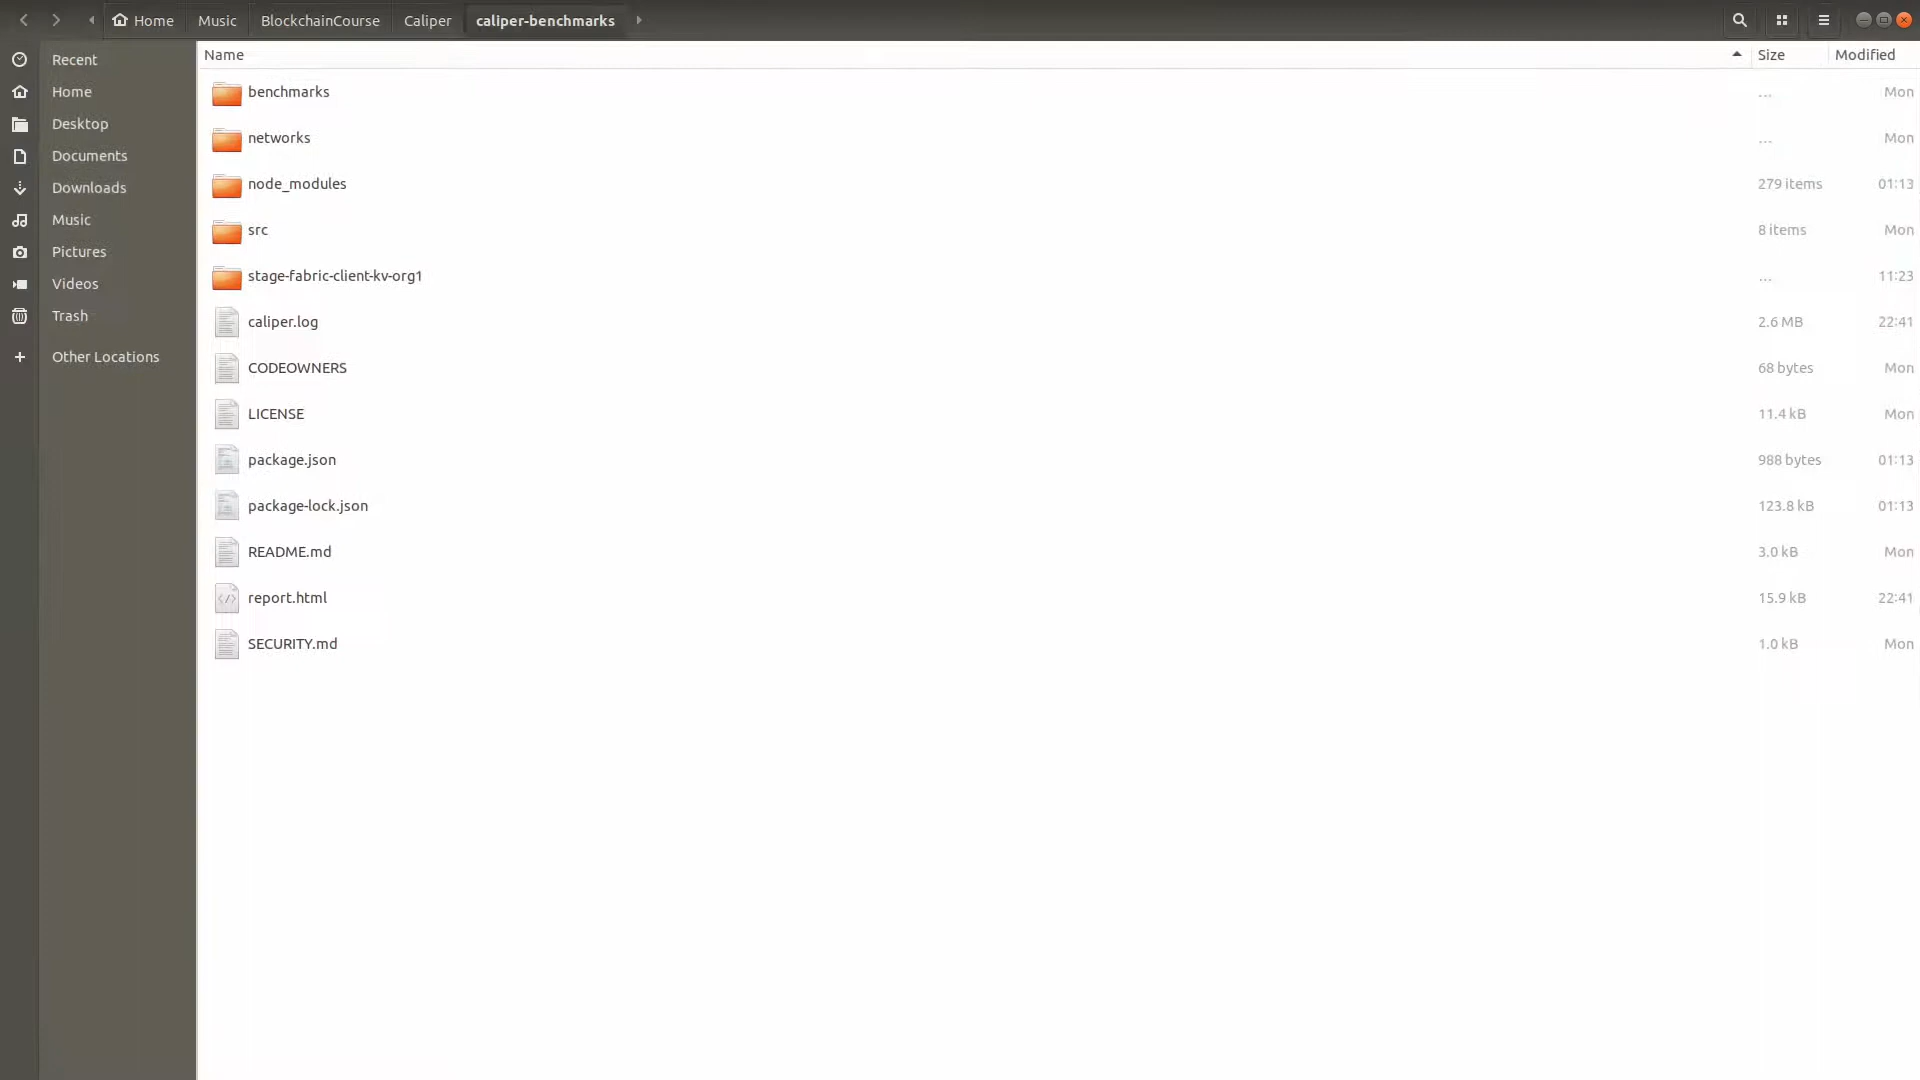 Home Music BlockchainCourse Caliper caliper-benchmarks
Name Size Modified
Recent
Home
Desktop
Documents
Downloads
Music
Pictures
Videos
Trash
Other Locations
benchmarks ... Mon
networks ... Mon
node_modules 279 items 01:13
src 8 items Mon
stage-fabric-client-kv-org1 ... 11:23
caliper.log 2.6 MB 22:41
CODEOWNERS 68 bytes Mon
LICENSE 11.4 kB Mon
package.json 988 bytes 01:13
package-lock.json 123.8 kB 01:13
README.md 3.0 kB Mon
report.html 15.9 kB 22:41
SECURITY.md 1.0 kB Mon